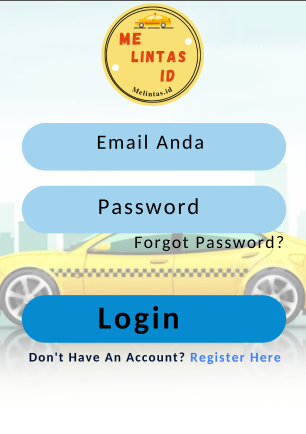 ME
LINTAS
ID
Melintas.id
Email Anda
Password
Forgot Password?
Login
Don't Have An Account? Register Here